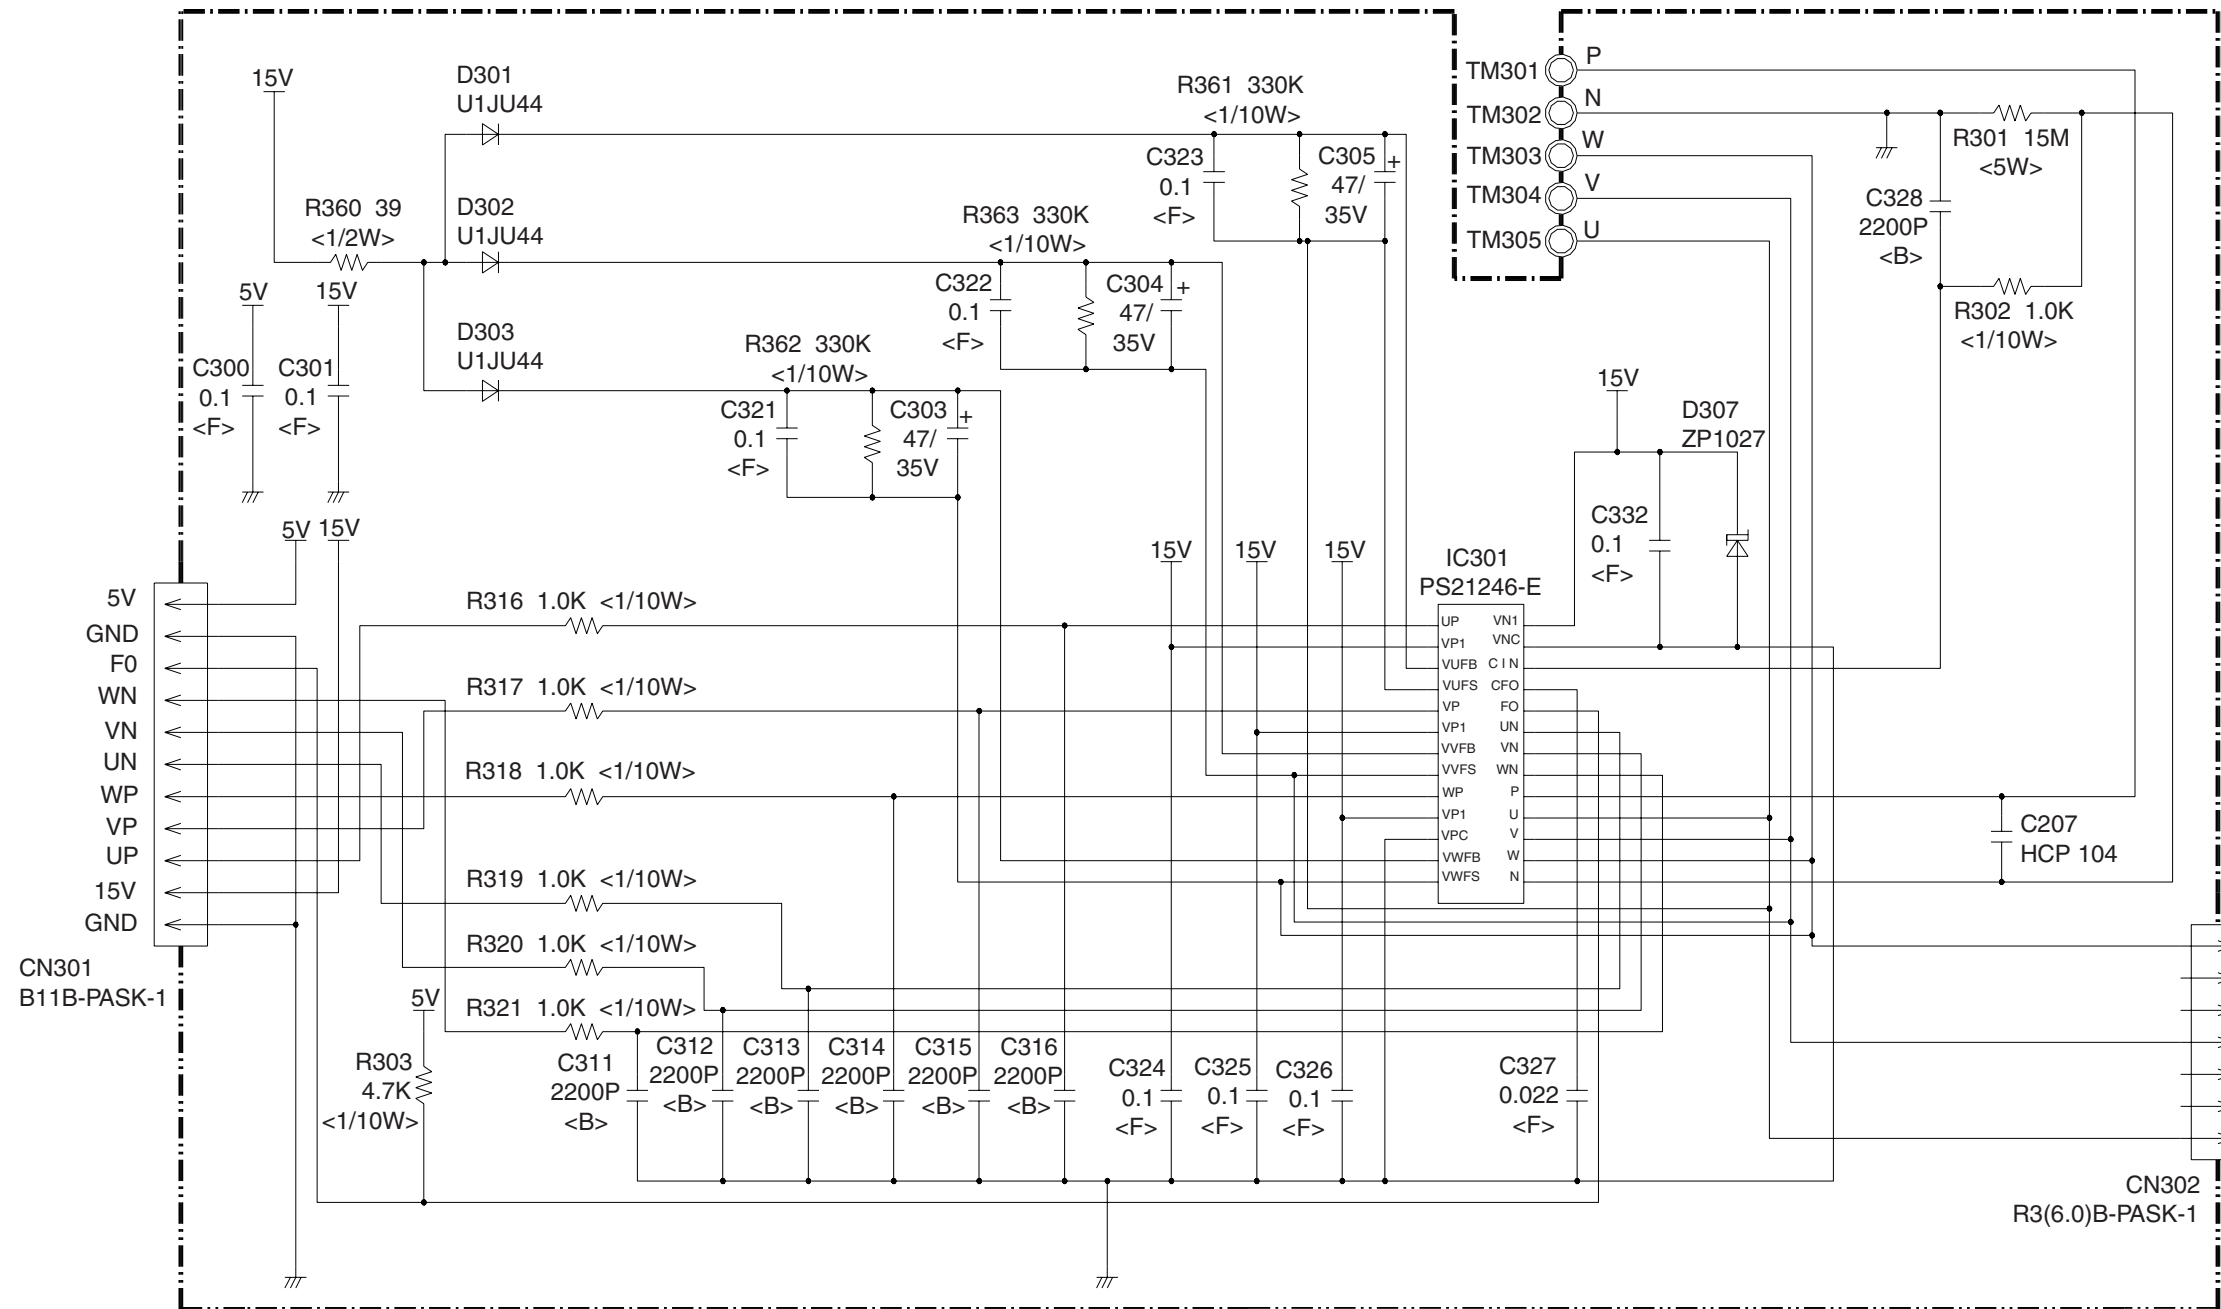 15V
D301
U1JU44
R360 39
<1/2W>
D302
U1JU44
D303
U1JU44
5V
15V
C300
0.1
<F>
C301
0.1
<F>
R361 330K
<1/10W>
C323
0.1
<F>
C305
+
47/
35V
R363 330K
<1/10W>
C322
0.1
<F>
C304
+
47/
35V
R362 330K
<1/10W>
C321
0.1
<F>
C303
+
47/
35V
TM301
P
TM302
N
TM303
W
TM304
V
TM305
U
R301 15M
<5W>
C328
2200P
<B>
R302 1.0K
<1/10W>
15V
D307
ZP1027
C332
0.1
<F>
5V
15V
5V
GND
F0
WN
VN
UN
WP
VP
UP
15V
GND
CN301
B11B-PASK-1
R316 1.0K <1/10W>
R317 1.0K <1/10W>
R318 1.0K <1/10W>
R319 1.0K <1/10W>
R320 1.0K <1/10W>
R321 1.0K <1/10W>
15V
15V
15V
IC301
PS21246-E
UP
VP1
VUFB
VUFS
VP
VP1
VVFB
VVFS
WP
VP1
VPC
VWFB
VWFS
VN1
VNC
CIN
CFO
FO
UN
VN
WN
P
U
V
W
N
C207
HCP 104
5V
R303
4.7K
<1/10W>
C311
2200P
<B>
C312
2200P
<B>
C313
2200P
<B>
C314
2200P
<B>
C315
2200P
<B>
C316
2200P
<B>
C324
0.1
<F>
C325
0.1
<F>
C326
0.1
<F>
C327
0.022
<F>
CN302
R3(6.0)B-PASK-1